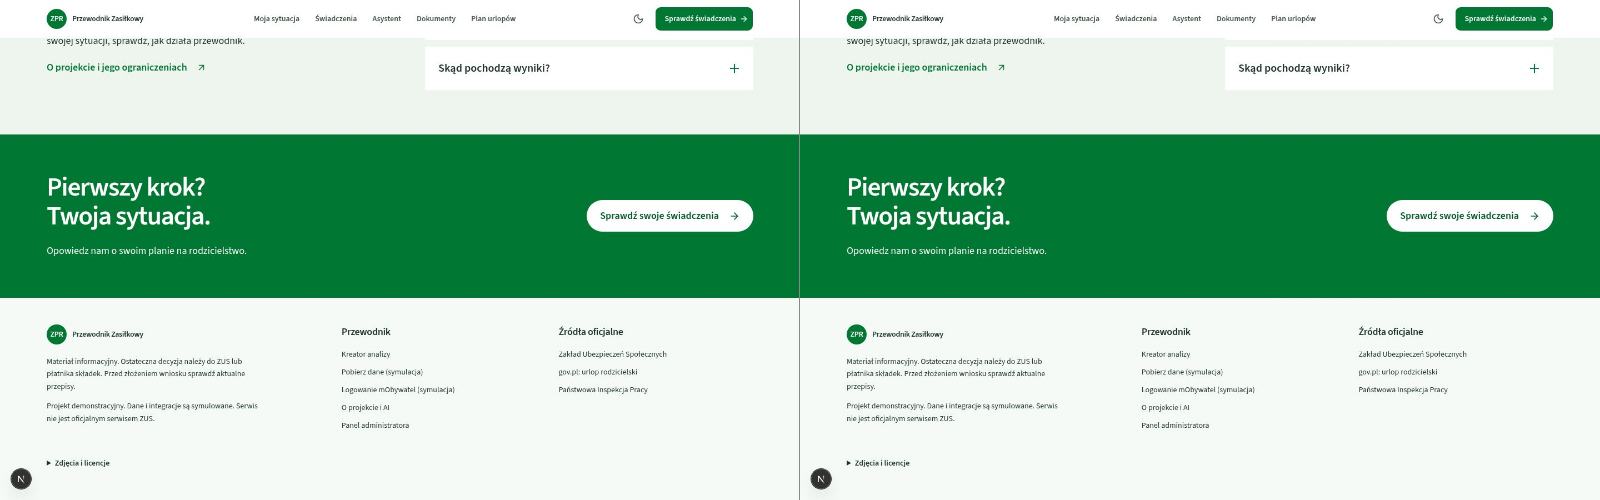 ZPR Przewodnik Zasiłkowy Moja sytuacja Świadczenia Asystent Dokumenty Plan urlopów Sprawdź świadczenia
swojej sytuacji, sprawdź, jak działa przewodnik.
O projekcie i jego ograniczeniach
Skąd pochodzą wyniki?
Pierwszy krok?
Twoja sytuacja.
Opowiedz nam o swoim planie na rodzicielstwo.
Sprawdź swoje świadczenia
ZPR Przewodnik Zasiłkowy
Materiał informacyjny. Ostateczna decyzja należy do ZUS lub
płatnika składek. Przed złożeniem wniosku sprawdź aktualne
przepisy.
Projekt demonstracyjny. Dane i integracje są symulowane. Serwis
nie jest oficjalnym serwisem ZUS.
Przewodnik
Kreator analizy
Pobierz dane (symulacja)
Logowanie mObywatel (symulacja)
O projekcie i AI
Panel administratora
Źródła oficjalne
Zakład Ubezpieczeń Społecznych
gov.pl: urlop rodzicielski
Państwowa Inspekcja Pracy
Zdjęcia i licencje
N
ZPR Przewodnik Zasiłkowy Moja sytuacja Świadczenia Asystent Dokumenty Plan urlopów Sprawdź świadczenia
swojej sytuacji, sprawdź, jak działa przewodnik.
O projekcie i jego ograniczeniach
Skąd pochodzą wyniki?
Pierwszy krok?
Twoja sytuacja.
Opowiedz nam o swoim planie na rodzicielstwo.
Sprawdź swoje świadczenia
ZPR Przewodnik Zasiłkowy
Materiał informacyjny. Ostateczna decyzja należy do ZUS lub
płatnika składek. Przed złożeniem wniosku sprawdź aktualne
przepisy.
Projekt demonstracyjny. Dane i integracje są symulowane. Serwis
nie jest oficjalnym serwisem ZUS.
Przewodnik
Kreator analizy
Pobierz dane (symulacja)
Logowanie mObywatel (symulacja)
O projekcie i AI
Panel administratora
Źródła oficjalne
Zakład Ubezpieczeń Społecznych
gov.pl: urlop rodzicielski
Państwowa Inspekcja Pracy
Zdjęcia i licencje
N